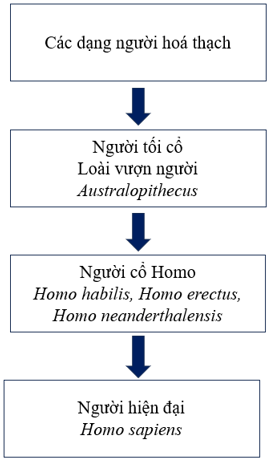 Các dạng người hoá thạch
Người tối cổ
Loài vượn người
Australopithecus
Người cổ Homo
Homo habilis, Homo erectus,
Homo neanderthalensis
Người hiện đại
Homo sapiens